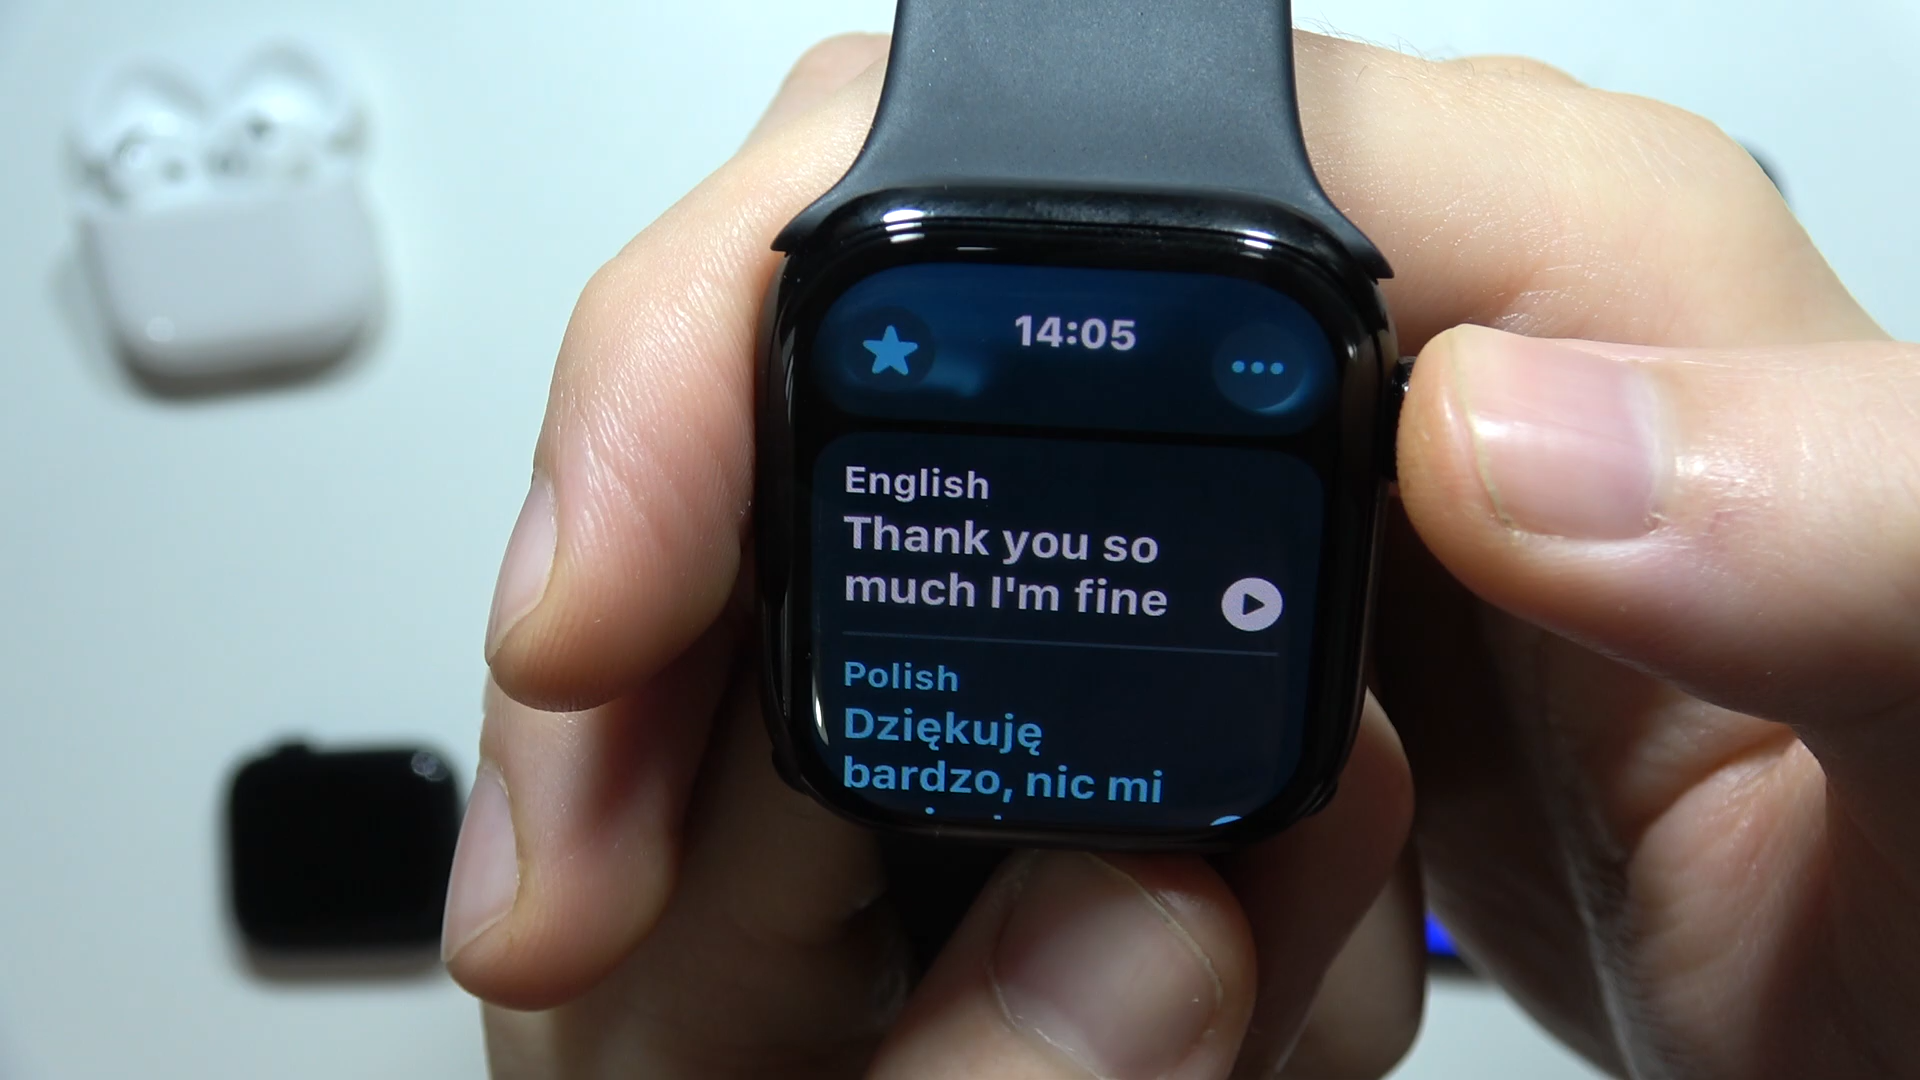 14:05
English
Thank you so
much I'm fine
Polish
Dziękuję
bardzo, nic mi